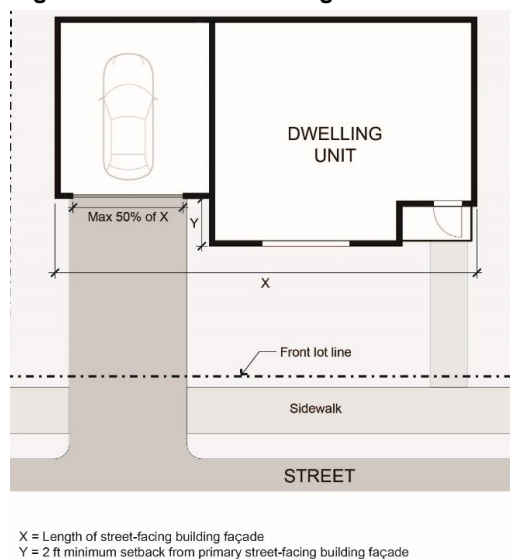 DWELLING
UNIT
Max 50% of X
Y
X
Front lot line
Sidewalk
STREET
X = Length of street-facing building façade
Y = 2 ft minimum setback from primary street-facing building façade